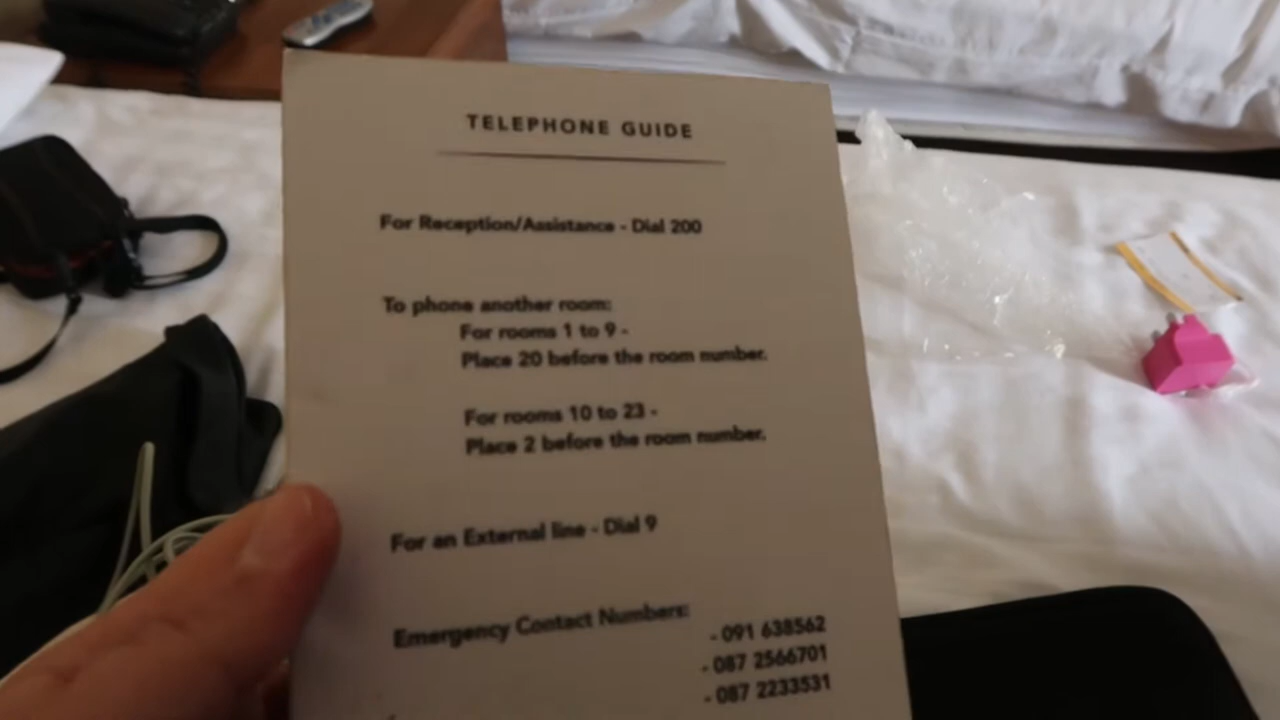 TELEPHONE GUIDE
For Reception/Assistance - Dial 200
To phone another room:
For rooms 1 to 9 -
Place 20 before the room number.
For rooms 10 to 23 -
Place 2 before the room number.
For an External line - Dial 9
Emergency Contact Numbers:
- 091 638562
- 087 2566701
- 087 2233531